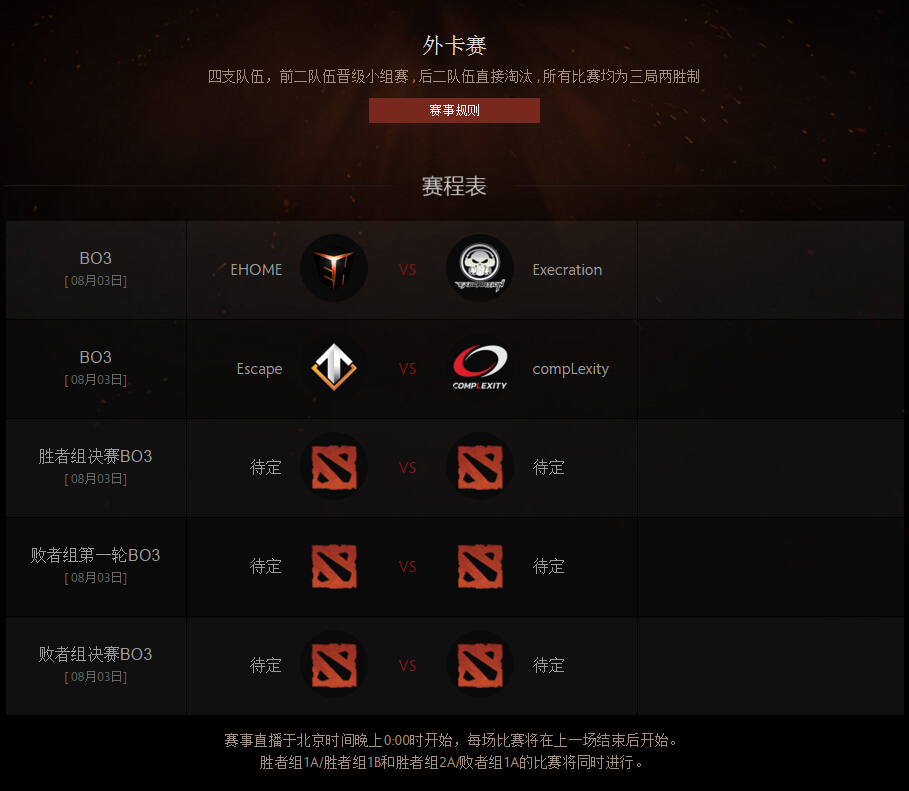 外卡赛
四支队伍，前二队伍晋级小组赛 , 后二队伍直接淘汰 , 所有比赛均为三局两胜制
赛事规则
赛程表
BO3
[ 08月03日]
EHOME VS EXECRATION Execration
BO3
[ 08月03日]
Escape VS COMPLEXITY compLexity
胜者组决赛BO3
[ 08月03日]
待定 VS 待定
败者组第一轮BO3
[ 08月03日]
待定 VS 待定
败者组决赛BO3
[ 08月03日]
待定 VS 待定
赛事直播于北京时间晚上0:00时开始，每场比赛将在上一场结束后开始。
胜者组1A/胜者组1B和胜者组2A/败者组1A的比赛将同时进行。